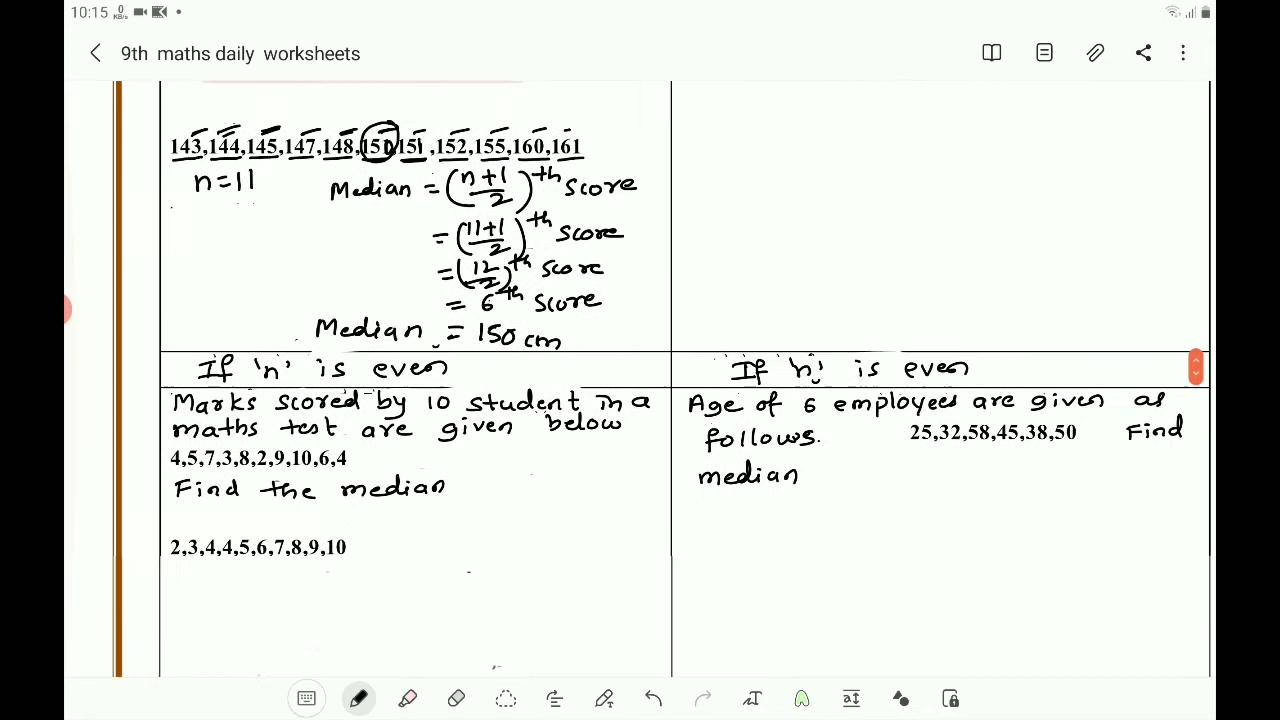 10:15 0 KB/s
9th maths daily worksheets
143,144,145,147,148,150,151,152,155,160,161
n=11
Median = (n+1/2)th score
= (11+1/2)th score
= (12/2)th score
= 6th score
Median = 150 cm
If 'n' is even
Marks scored by 10 student in a
maths test are given below
4,5,7,3,8,2,9,10,6,4
Find the median
2,3,4,4,5,6,7,8,9,10
If 'n' is even
Age of 6 employees are given as
follows. 25,32,58,45,38,50 Find
median